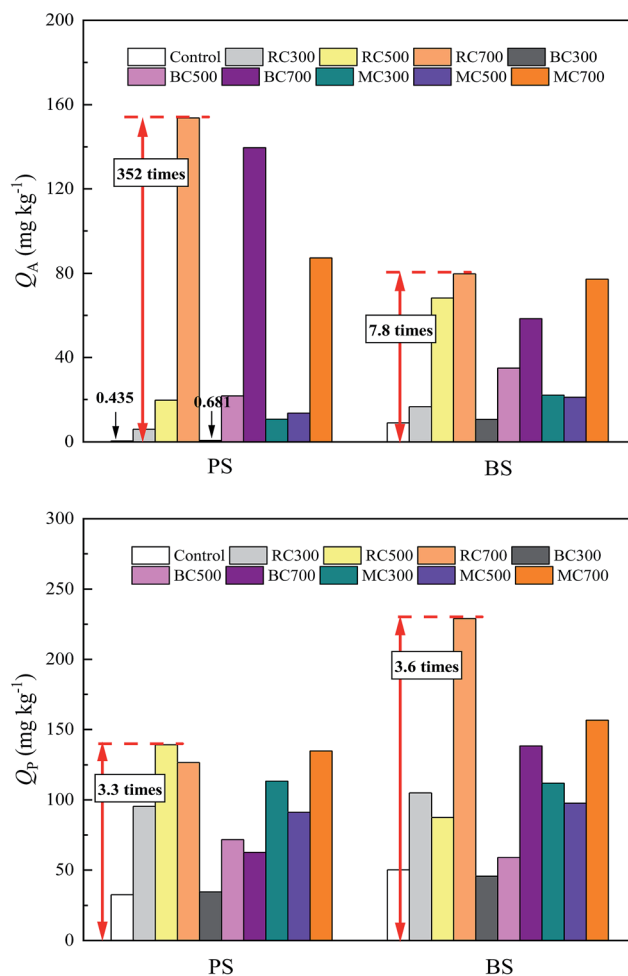 200
160
120
80
40
0
Q_A (mg kg⁻¹)
Control RC300 RC500 RC700 BC300
BC500 BC700 MC300 MC500 MC700
352 times
7.8 times
0.435
0.681
PS BS
300
250
225
150
100
50
0
Q_P (mg kg⁻¹)
Control RC300 RC500 RC700 BC300
BC500 BC700 MC300 MC500 MC700
3.6 times
3.3 times
PS BS